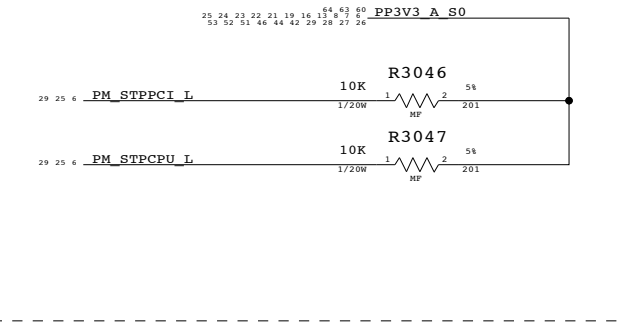 64 63 60
25 24 23 22 21 19 16 13 8 7 6 PP3V3_A_S0
53 52 51 46 44 42 29 28 27 26
R3046
10K 5%
29 25 6 PM_STPPCI_L 1 2
1/20W 201
MF
R3047
10K 5%
29 25 6 PM_STPCPU_L 1 2
1/20W 201
MF